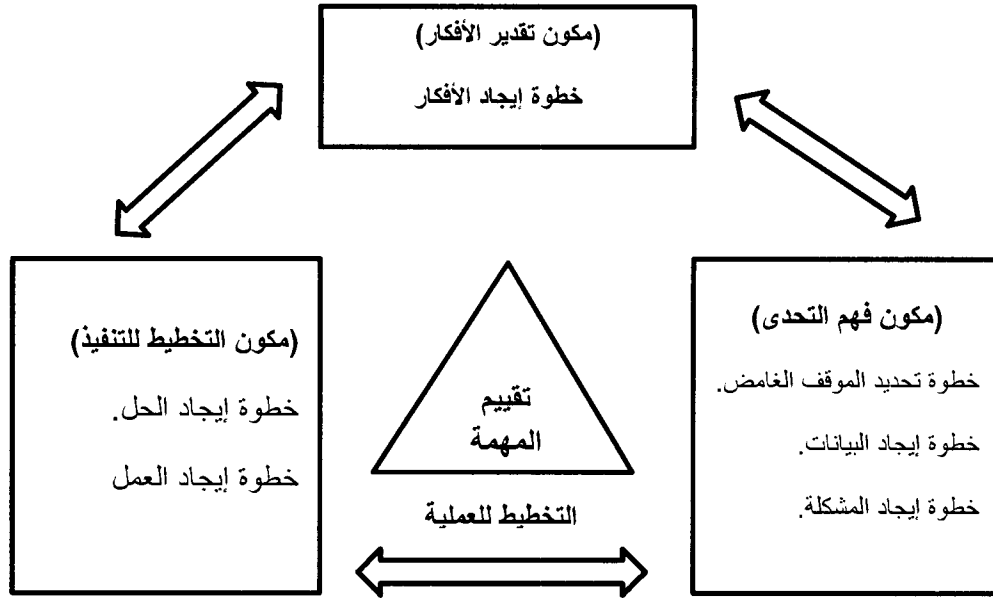 (مكون تقدير الأفكار)
خطوة إيجاد الأفكار
(مكون فهم التحدى)
خطوة تحديد الموقف الغامض.
خطوة إيجاد البيانات.
خطوة إيجاد المشكلة.
تقييم
المهمة
التخطيط للعملية
(مكون التخطيط للتنفيذ)
خطوة إيجاد الحل.
خطوة إيجاد العمل